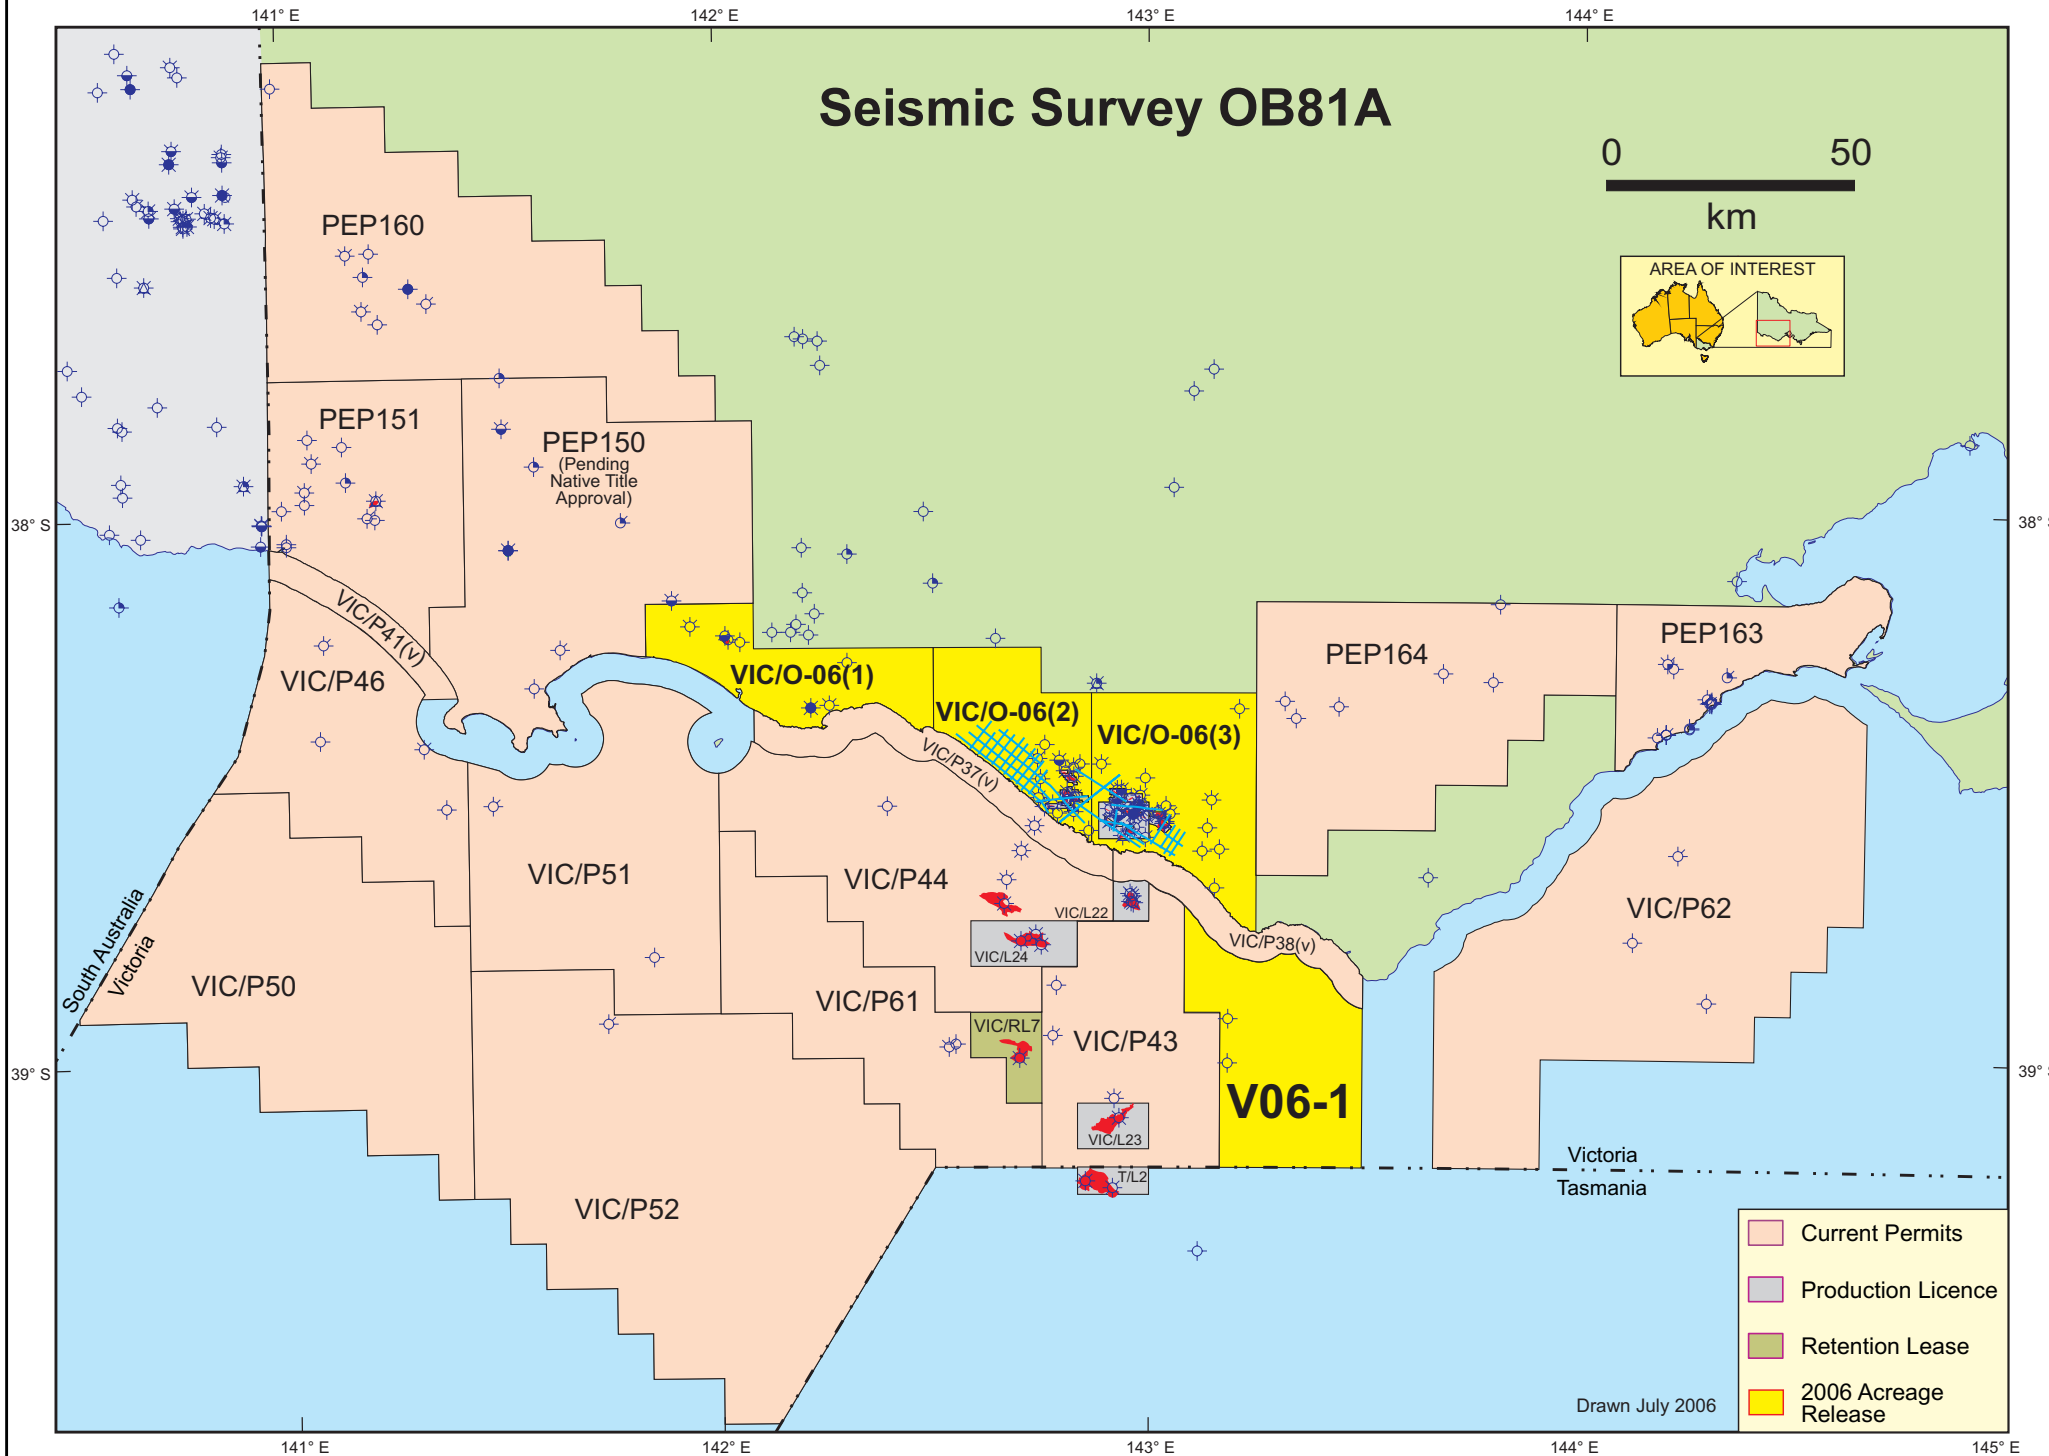 141° E
142° E
143° E
144° E
Seismic Survey OB81A
0
50
km
AREA OF INTEREST
PEP160
PEP151
PEP150
(Pending
Native Title
Approval)
38° S
38° S
VIC/P41(v)
VIC/P46
VIC/O-06(1)
VIC/O-06(2)
VIC/O-06(3)
PEP164
PEP163
VIC/P37(v)
VIC/P51
VIC/P44
VIC/L22
VIC/P62
VIC/P38(v)
VIC/L24
South Australia
Victoria
VIC/P50
VIC/P61
VIC/RL7
VIC/P43
39° S
39° S
V06-1
VIC/L23
T/L2
Victoria
Tasmania
VIC/P52
Current Permits
Production Licence
Retention Lease
2006 Acreage
Release
Drawn July 2006
141° E
142° E
143° E
144° E
145° E